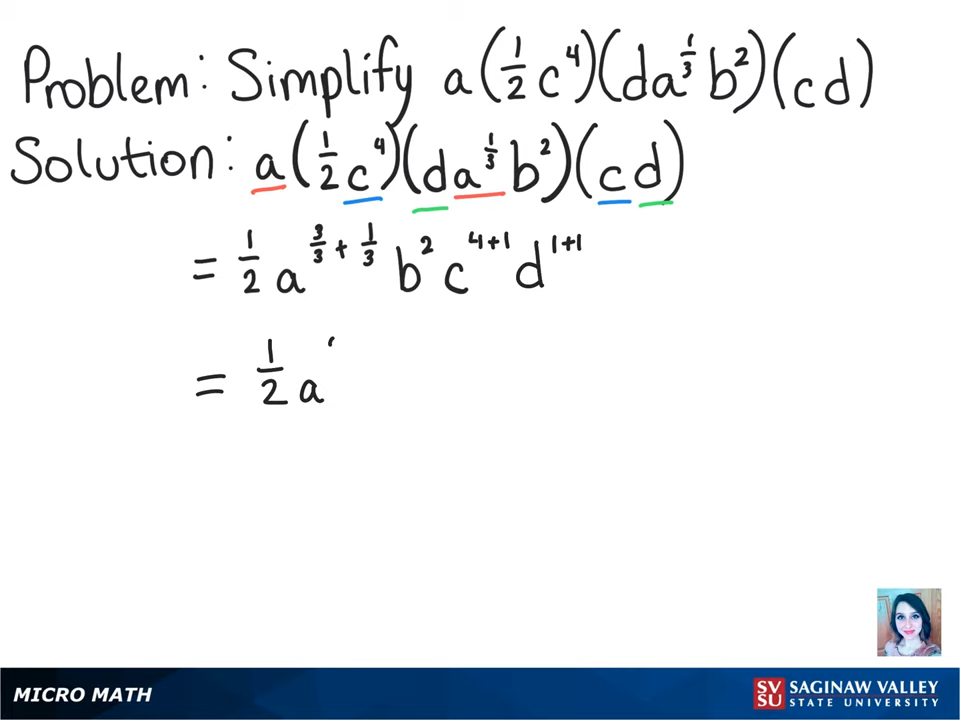 Problem: Simplify a(1/2 c^4)(da^(1/3) b^2)(cd)
Solution: a(1/2 c^4)(da^(1/3) b^2)(cd)
= 1/2 a^(3/3 + 1/3) b^2 c^(4+1) d^(1+1)
= 1/2 a
MICRO MATH
SVSU SAGINAW VALLEY
STATE UNIVERSITY